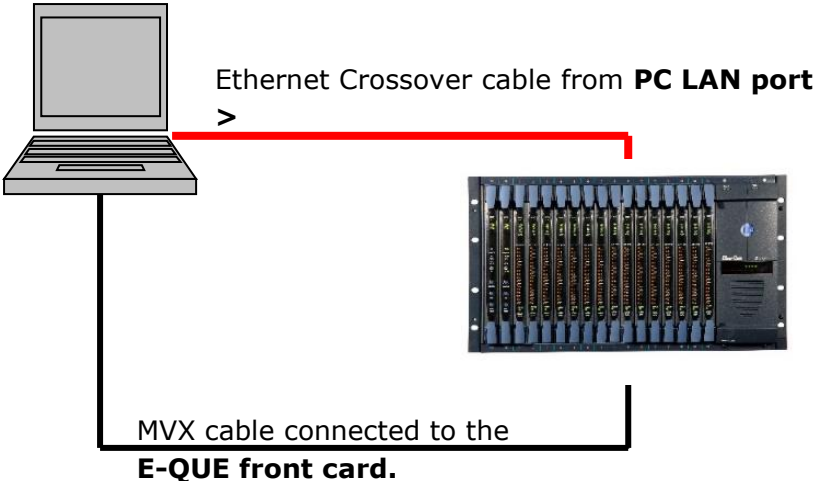 Ethernet Crossover cable from PC LAN port
>
MVX cable connected to the
E-QUE front card.